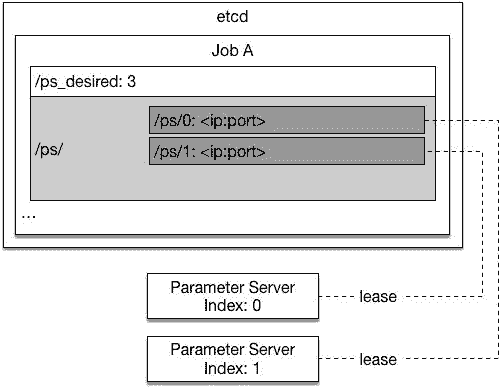 etcd
Job A
/ps_desired: 3
/ps/0: <ip:port>
/ps/
/ps/1: <ip:port>
...
Parameter Server
Index: 0
lease
Parameter Server
Index: 1
lease